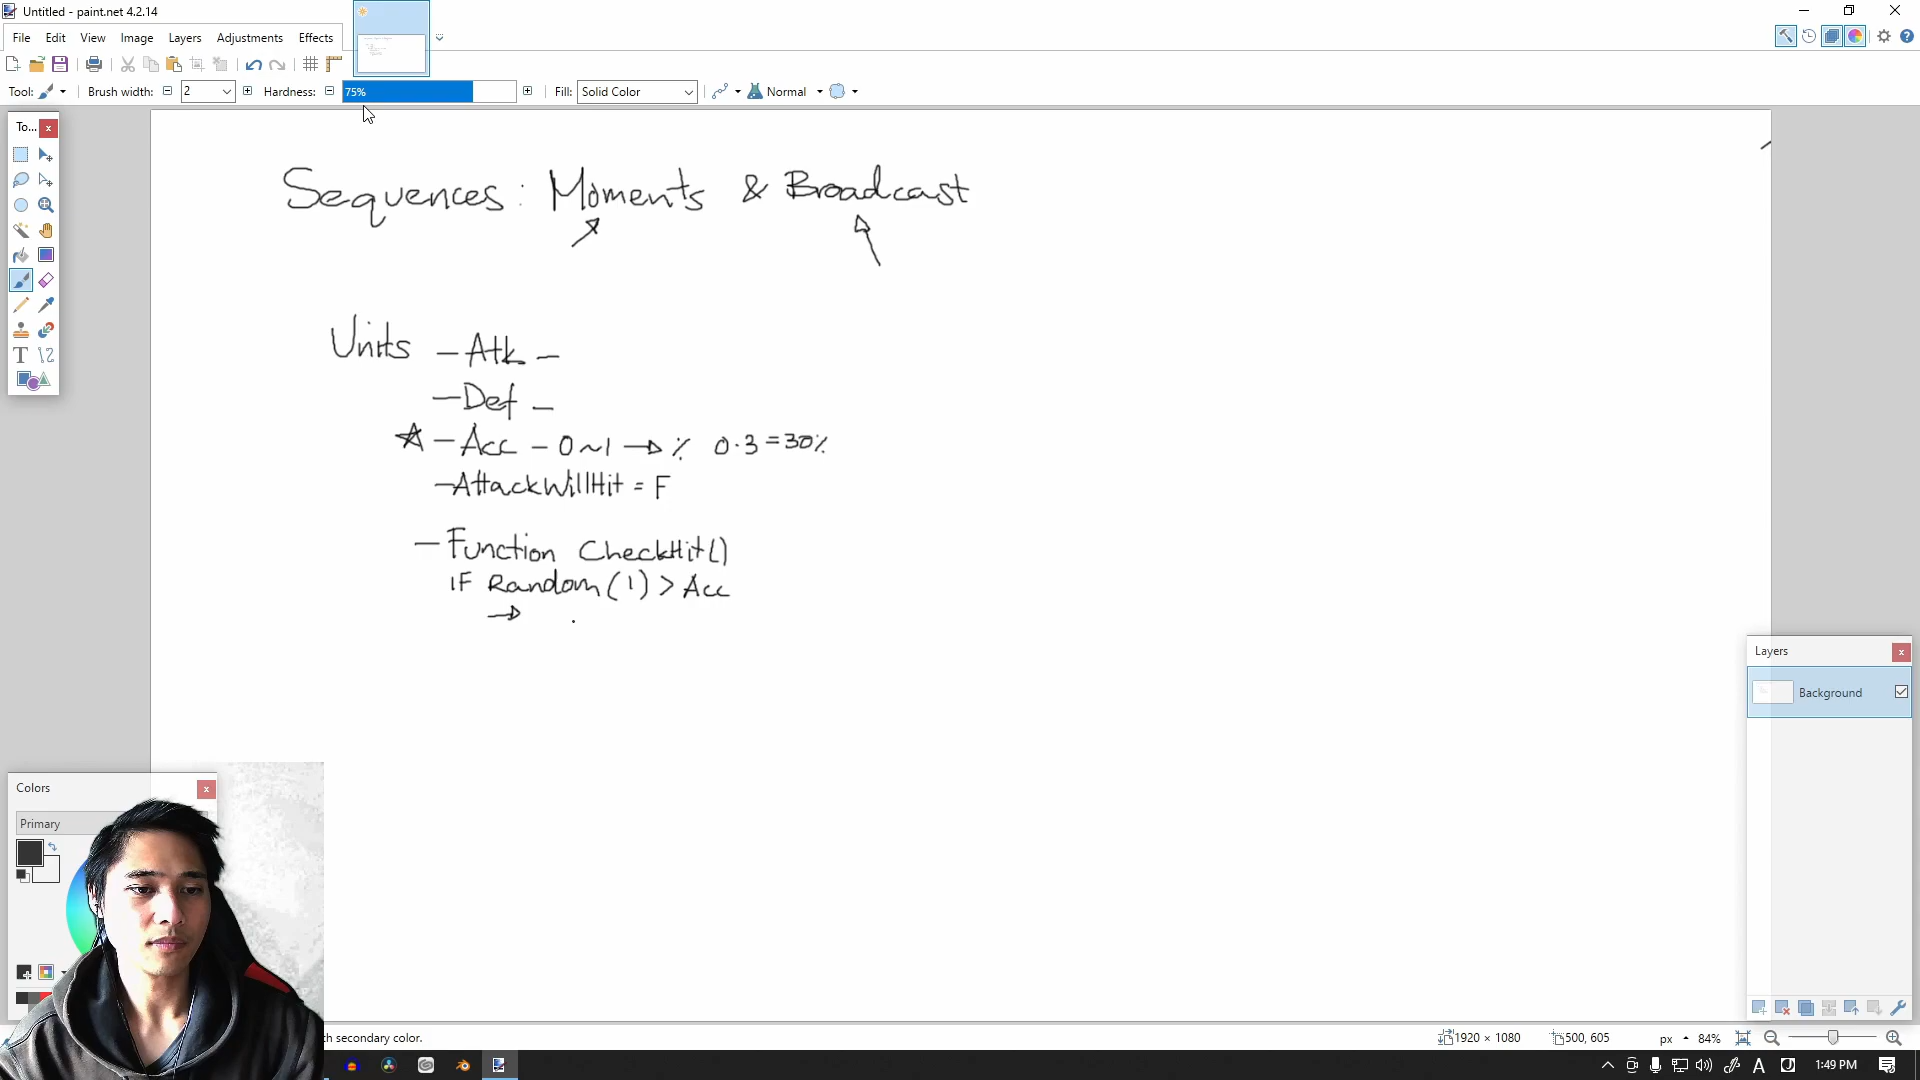 Untitled - paint.net 4.2.14
File Edit View Image Layers Adjustments Effects
Tool: Brush width: 2 Hardness: 75% Fill: Solid Color Normal
To...
Sequences: Moments & Broadcast
Units - Atk -
- Def -
- Acc - 0~1 → % 0.3 = 30%
- AttackWillHit = F
- Function CheckHit()
IF Random(1) > Acc
→
Layers
Background
Colors
Primary
th secondary color.
1920 × 1080 500, 605 px 84%
1:49 PM